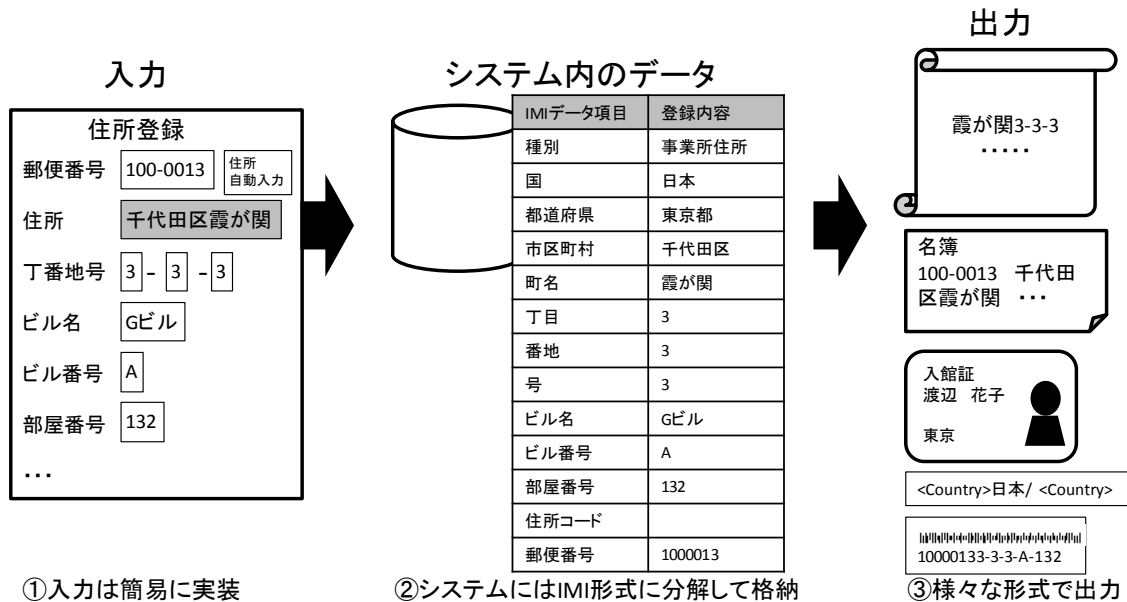 入力
住所登録
郵便番号 100-0013 住所
自動入力
住所 千代田区霞が関
丁番地号 3 - 3 - 3
ビル名 Gビル
ビル番号 A
部屋番号 132
・・・
①入力は簡易に実装
システム内のデータ
IMIデータ項目 登録内容
種別 事業所住所
国 日本
都道府県 東京都
市区町村 千代田区
町名 霞が関
丁目 3
番地 3
号 3
ビル名 Gビル
ビル番号 A
部屋番号 132
住所コード
郵便番号 1000013
②システムにはIMI形式に分解して格納
出力
霞が関3-3-3
・・・・・
名簿
100-0013 千代田
区霞が関 ・・・
入館証
渡辺 花子
東京
<Country>日本/ <Country>
10000133-3-3-A-132
③様々な形式で出力